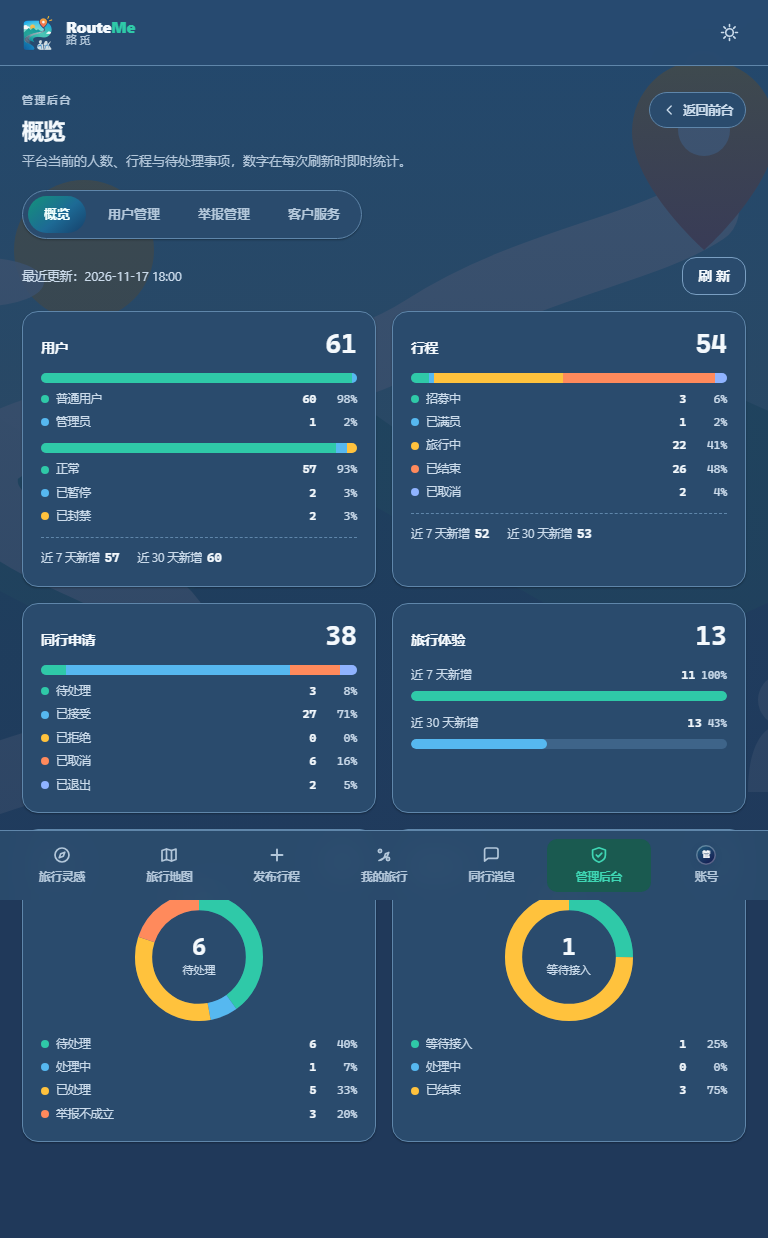 RouteMe
路觅
管理后台
概览
返回前台
平台当前的人数、行程与待处理事项，数字在每次刷新时即时统计。
概览 用户管理 举报管理 客户服务
最近更新：2026-11-17 18:00
刷 新
用户 61
普通用户 60 98%
管理员 1 2%
正常 57 93%
已暂停 2 3%
已封禁 2 3%
近 7 天新增 57 近 30 天新增 60
行程 54
招募中 3 6%
已满员 1 2%
旅行中 22 41%
已结束 26 48%
已取消 2 4%
近 7 天新增 52 近 30 天新增 53
同行申请 38
待处理 3 8%
已接受 27 71%
已拒绝 0 0%
已取消 6 16%
已退出 2 5%
旅行体验 13
近 7 天新增 11 100%
近 30 天新增 13 43%
旅行灵感 旅行地图 发布行程 我的旅行 同行消息 管理后台 账号
6
待处理
待处理 6 40%
处理中 1 7%
已处理 5 33%
举报不成立 3 20%
1
等待接入
等待接入 1 25%
处理中 0 0%
已结束 3 75%